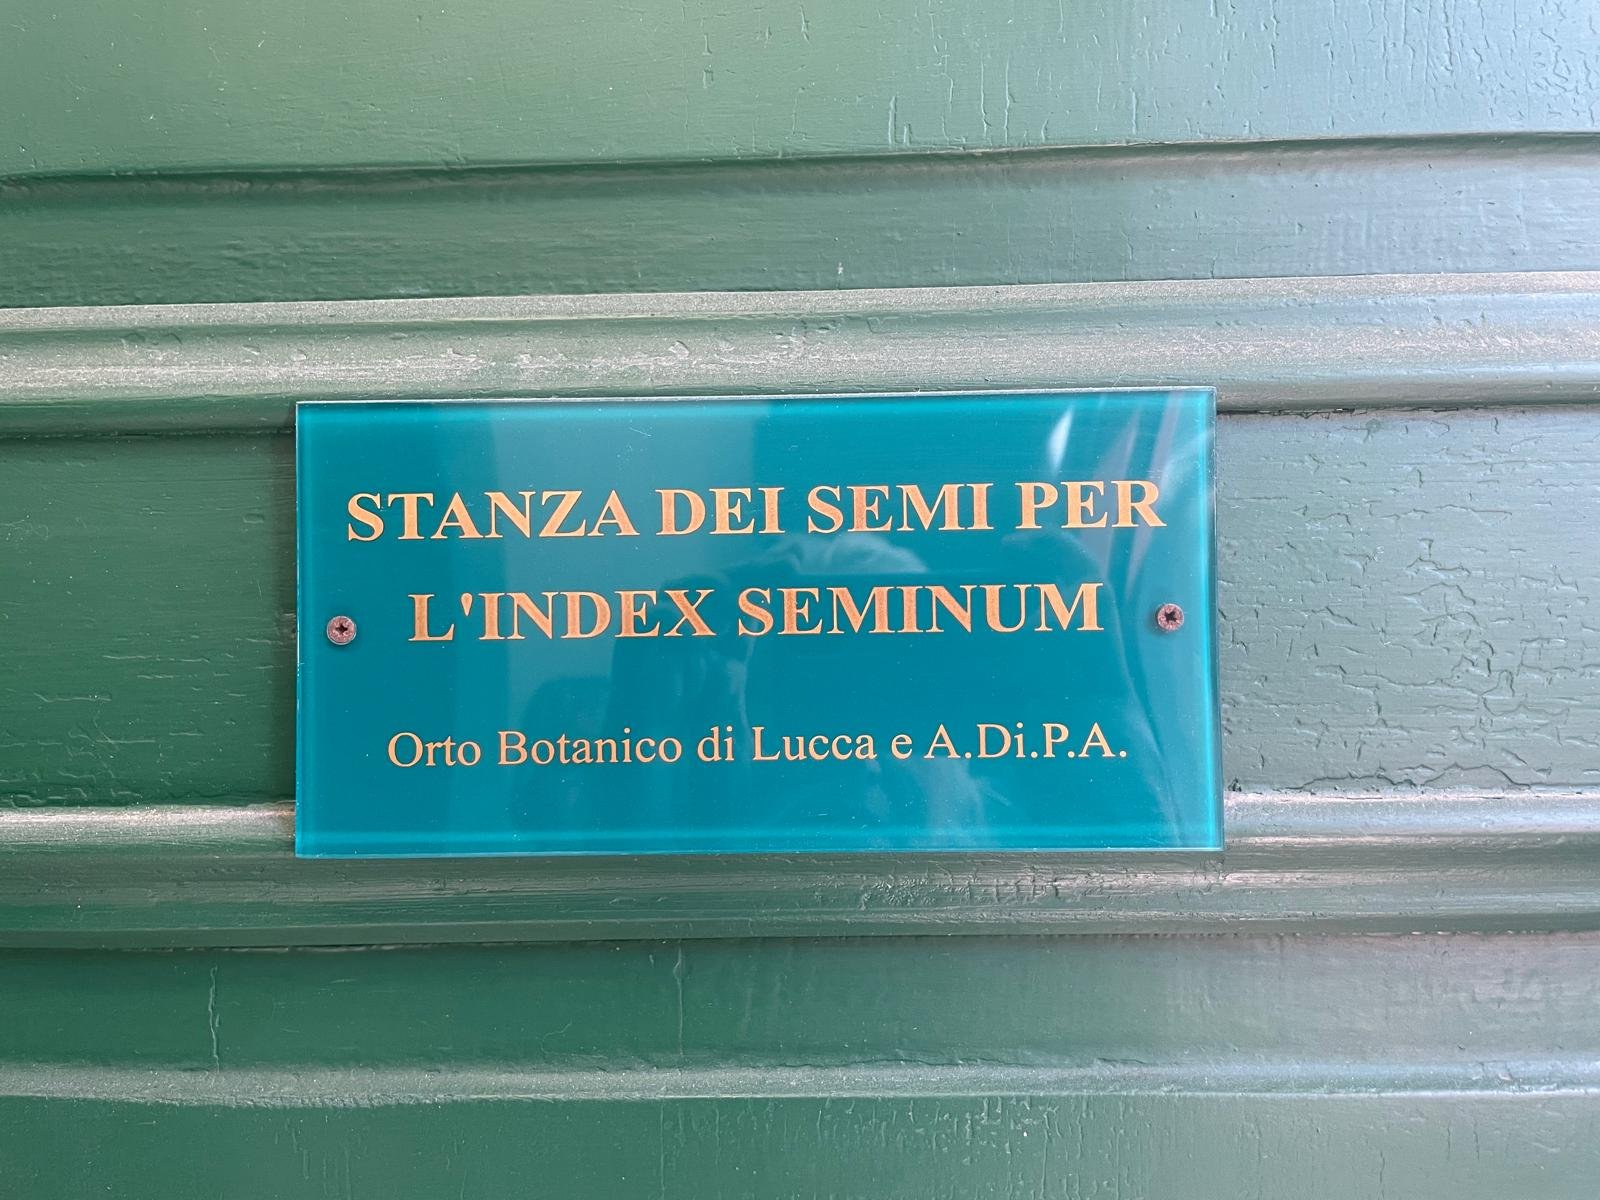 STANZA DEI SEMI PER
L'INDEX SEMINUM
Orto Botanico di Lucca e A.Di.P.A.